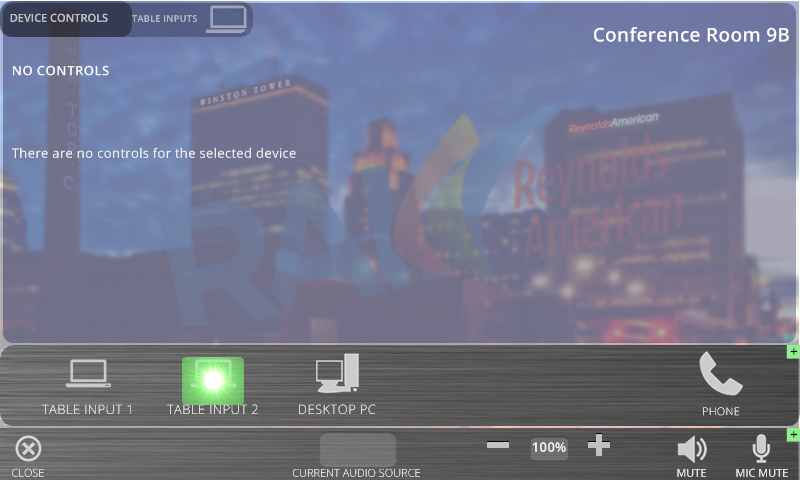 DEVICE CONTROLS
TABLE INPUTS
Conference Room 9B
NO CONTROLS
WINSTON TOWER
ReynoldsAmerican
There are no controls for the selected device
RAI
Reynolds
American
TABLE INPUT 1
TABLE INPUT 2
DESKTOP PC
PHONE
100%
CLOSE
CURRENT AUDIO SOURCE
MUTE
MIC MUTE